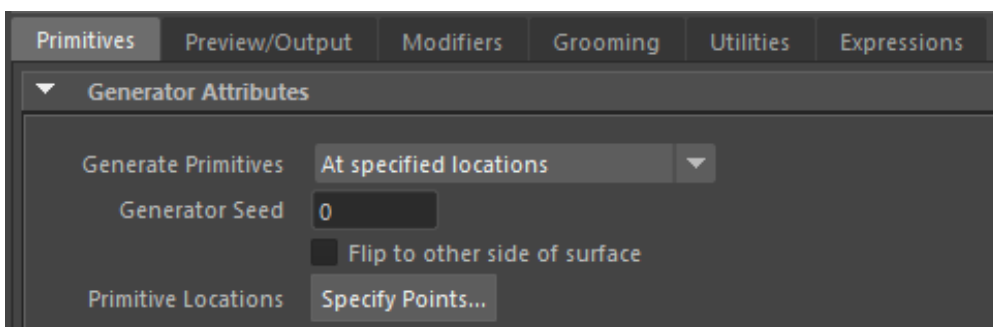 Primitives Preview/Output Modifiers Grooming Utilities Expressions
Generator Attributes
Generate Primitives At specified locations
Generator Seed 0
Flip to other side of surface
Primitive Locations Specify Points...